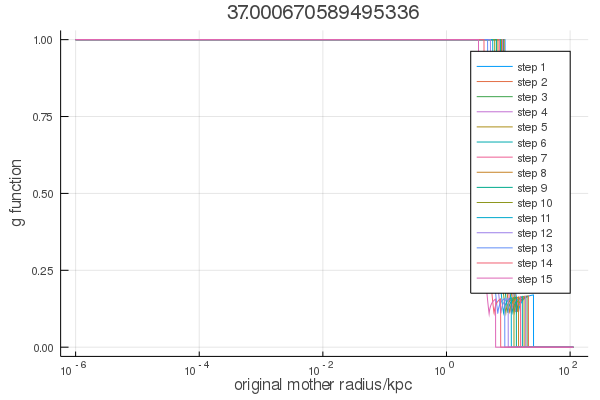 37.000670589495336
g function
1.00
0.75
0.50
0.25
0.00
step 1
step 2
step 3
step 4
step 5
step 6
step 7
step 8
step 9
step 10
step 11
step 12
step 13
step 14
step 15
10⁻⁶ 10⁻⁴ 10⁻² 10⁰ 10²
original mother radius/kpc